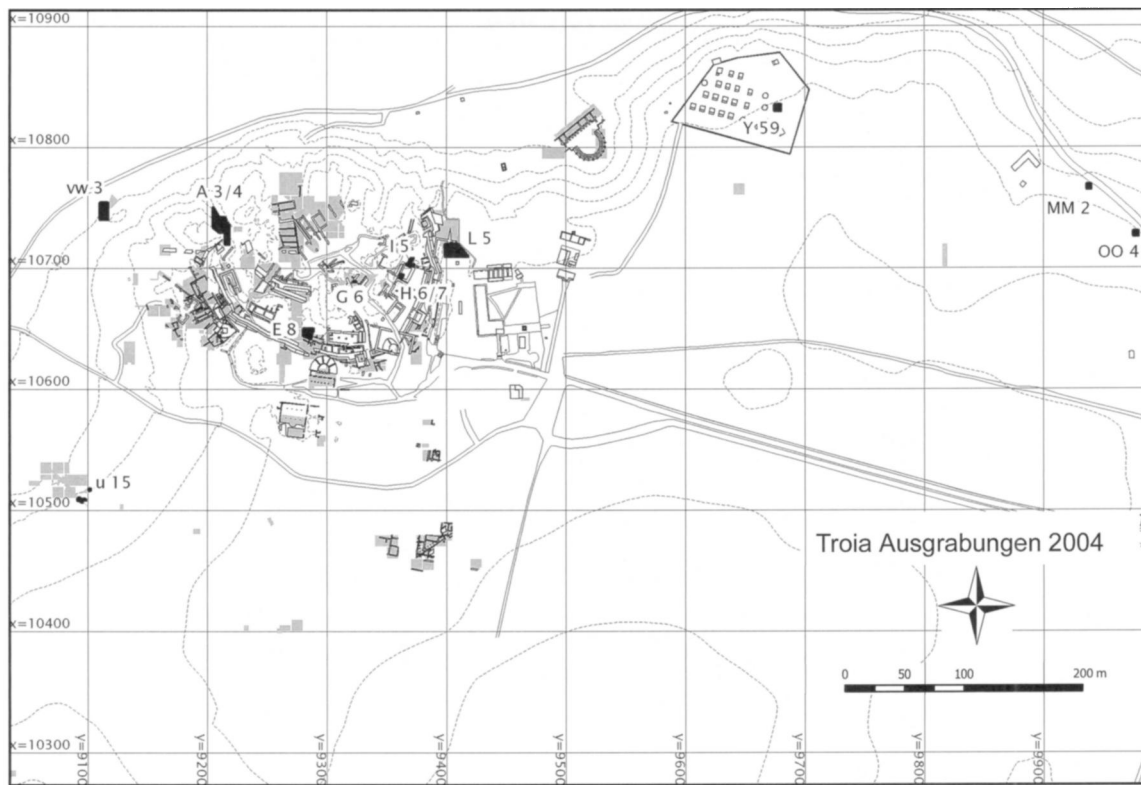 x=10900
x=10800
Y 59
vw 3
A 3/4
MM 2
L 5
I 5
OO 4
x=10700
G 6
H 6/7
E 8
x=10600
u 15
x=10500
Troia Ausgrabungen 2004
x=10400
0 50 100 200 m
x=10300
Y=9100
Y=9200
Y=9300
Y=9400
Y=9500
Y=9600
Y=9700
Y=9800
Y=9900